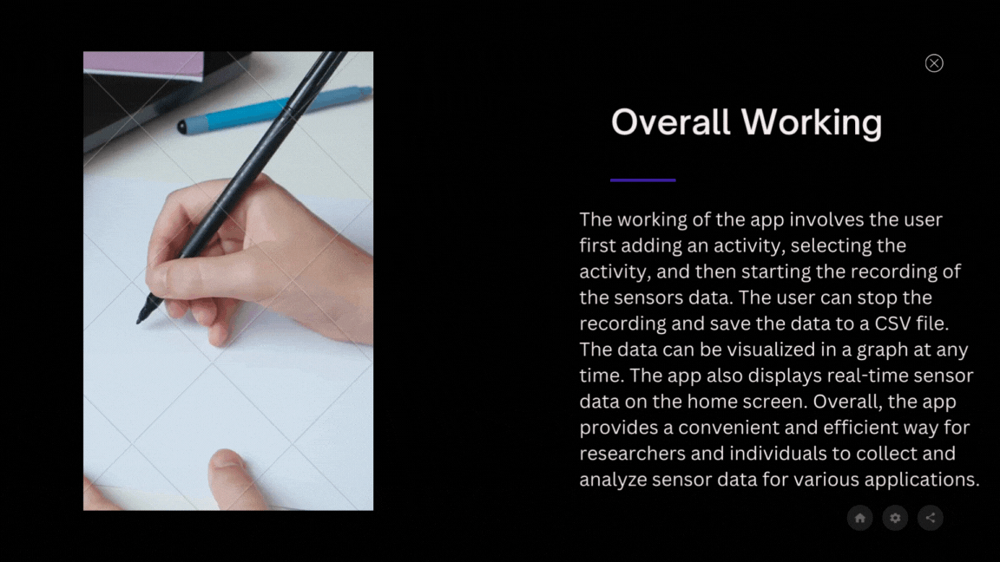 Overall Working
The working of the app involves the user
first adding an activity, selecting the
activity, and then starting the recording of
the sensors data. The user can stop the
recording and save the data to a CSV file.
The data can be visualized in a graph at any
time. The app also displays real-time sensor
data on the home screen. Overall, the app
provides a convenient and efficient way for
researchers and individuals to collect and
analyze sensor data for various applications.